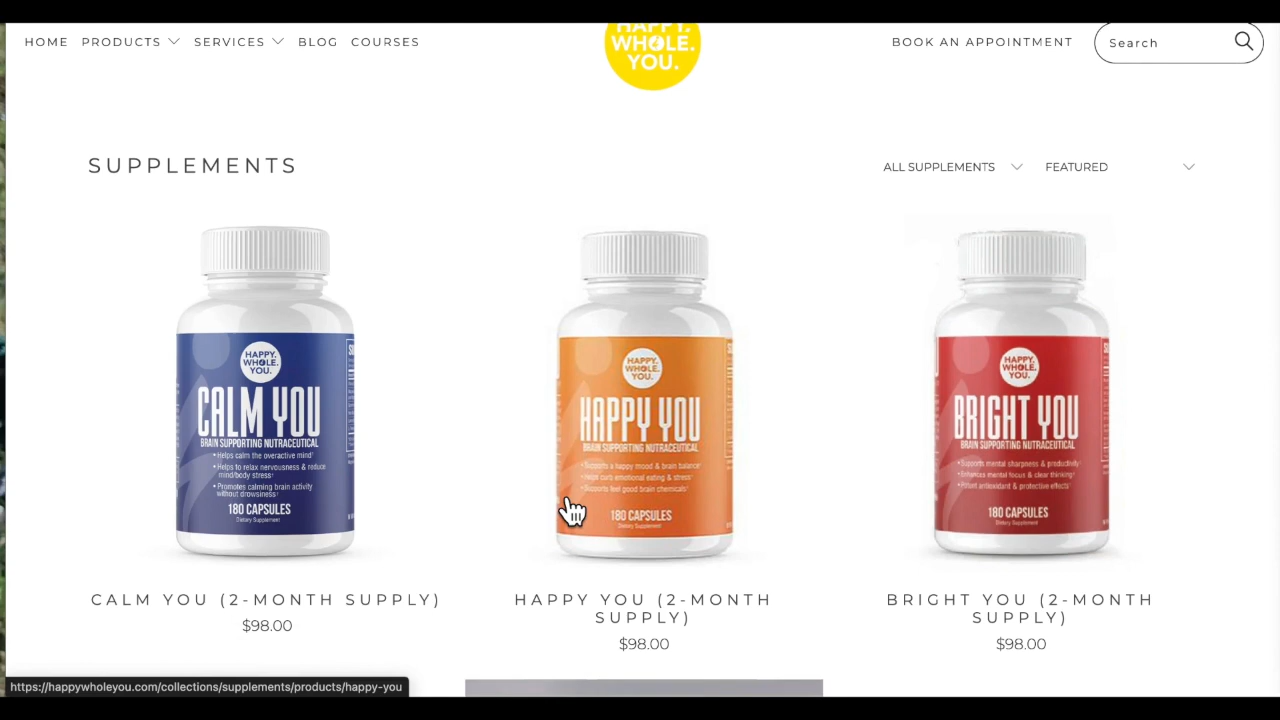 HOME PRODUCTS SERVICES BLOG COURSES
HAPPY.
WHOLE.
YOU.
BOOK AN APPOINTMENT
Search
SUPPLEMENTS
ALL SUPPLEMENTS
FEATURED
HAPPY.
WHOLE.
YOU.
CALM YOU
BRAIN SUPPORTING NUTRACEUTICAL
• Helps calm the overactive mind†
• Helps to relax nervousness & reduce
mind/body stress†
• Promotes calming brain activity
without drowsiness†
180 CAPSULES
Dietary Supplement
HAPPY.
WHOLE.
YOU.
HAPPY YOU
BRAIN SUPPORTING NUTRACEUTICAL
• Supports a happy mood & brain balance†
• Helps curb emotional eating & stress†
• Supports feel good brain chemicals†
180 CAPSULES
Dietary Supplement
HAPPY.
WHOLE.
YOU.
BRIGHT YOU
BRAIN SUPPORTING NUTRACEUTICAL
• Supports mental sharpness & productivity†
• Enhances mental focus & clear thinking†
• Potent antioxidant & protective effects†
180 CAPSULES
Dietary Supplement
CALM YOU (2-MONTH SUPPLY)
$98.00
HAPPY YOU (2-MONTH
SUPPLY)
$98.00
BRIGHT YOU (2-MONTH
SUPPLY)
$98.00
https://happywholeyou.com/collections/supplements/products/happy-you